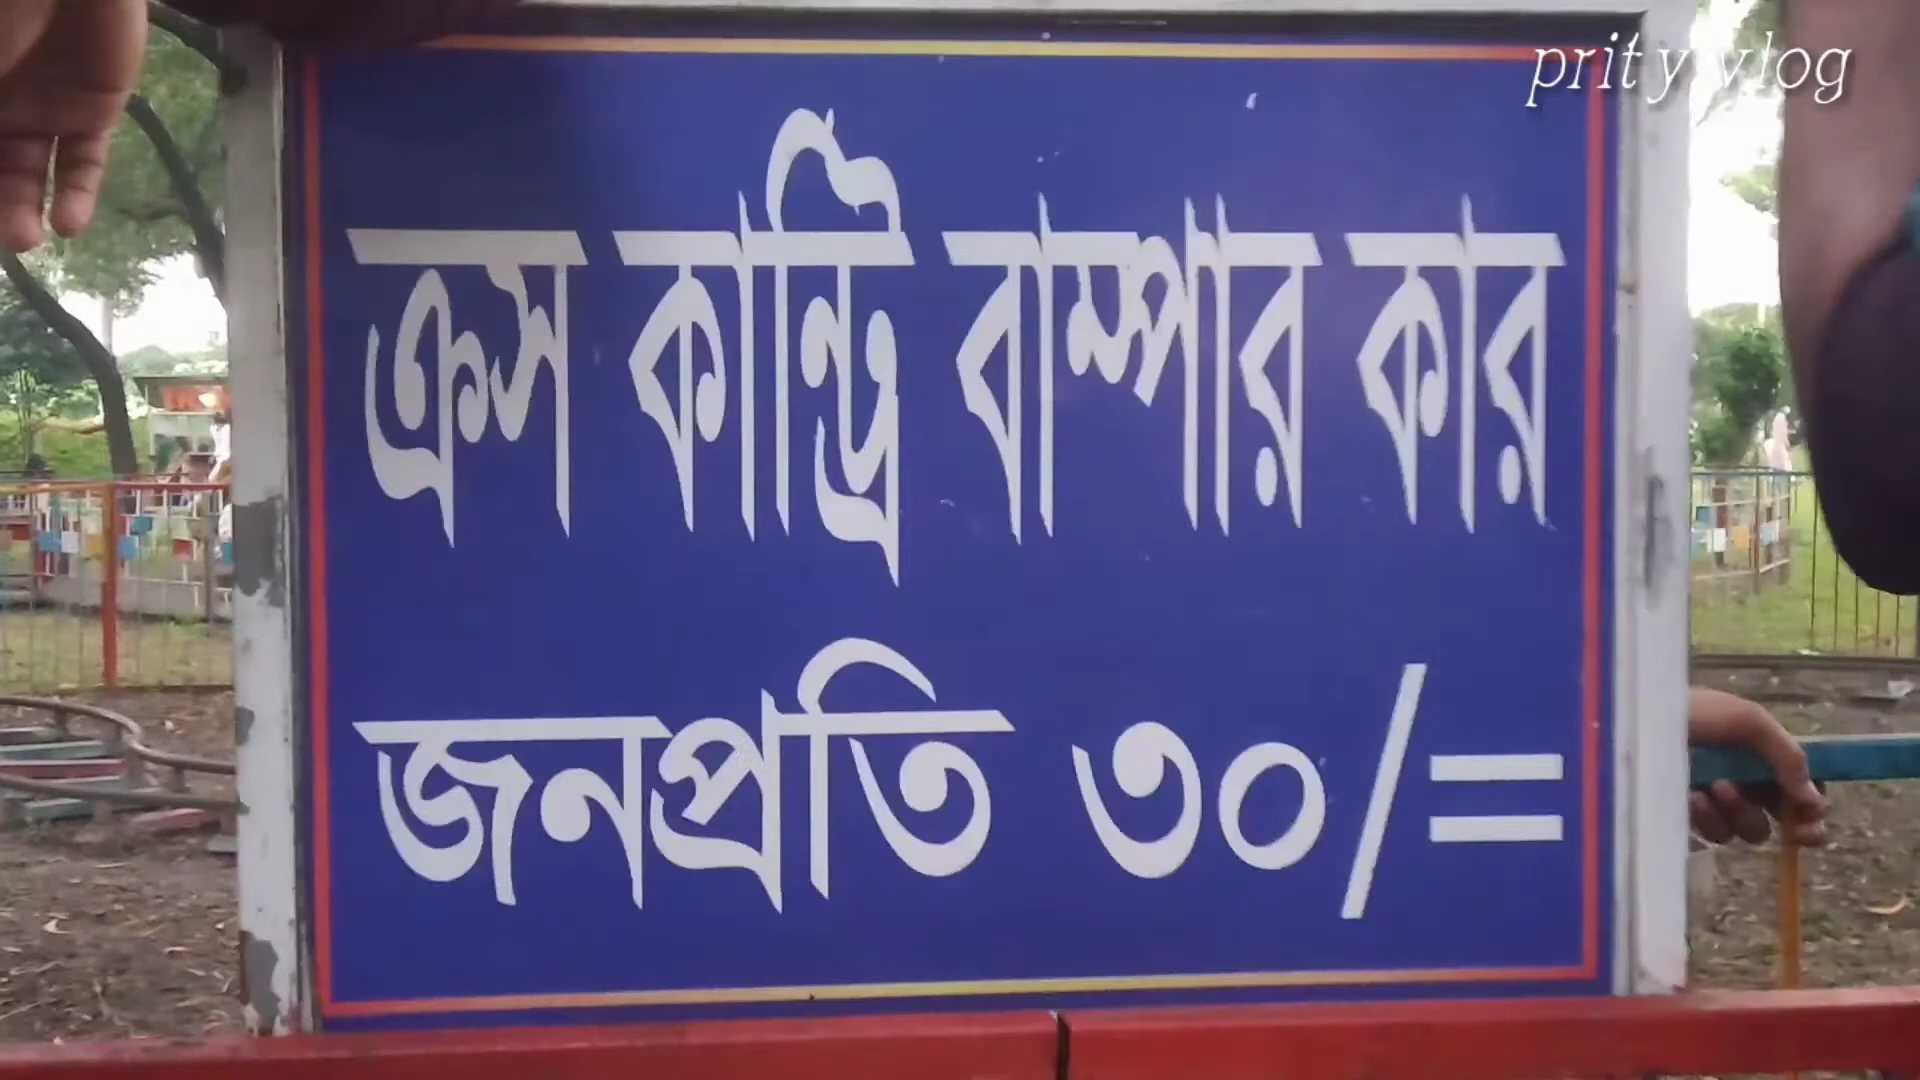 prity vlog
ক্রস কান্ট্রি বাম্পার কার
জনপ্রতি ৩০/=